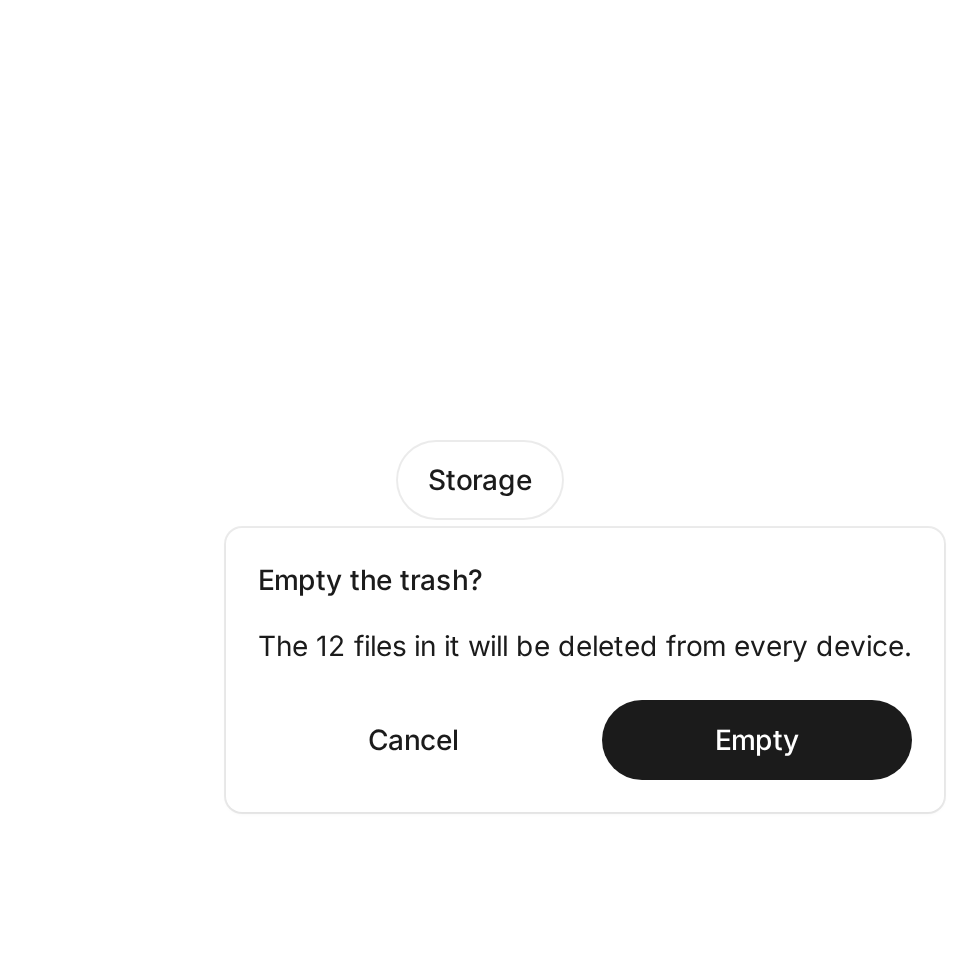 Storage
Empty the trash?
The 12 files in it will be deleted from every device.
Cancel
Empty